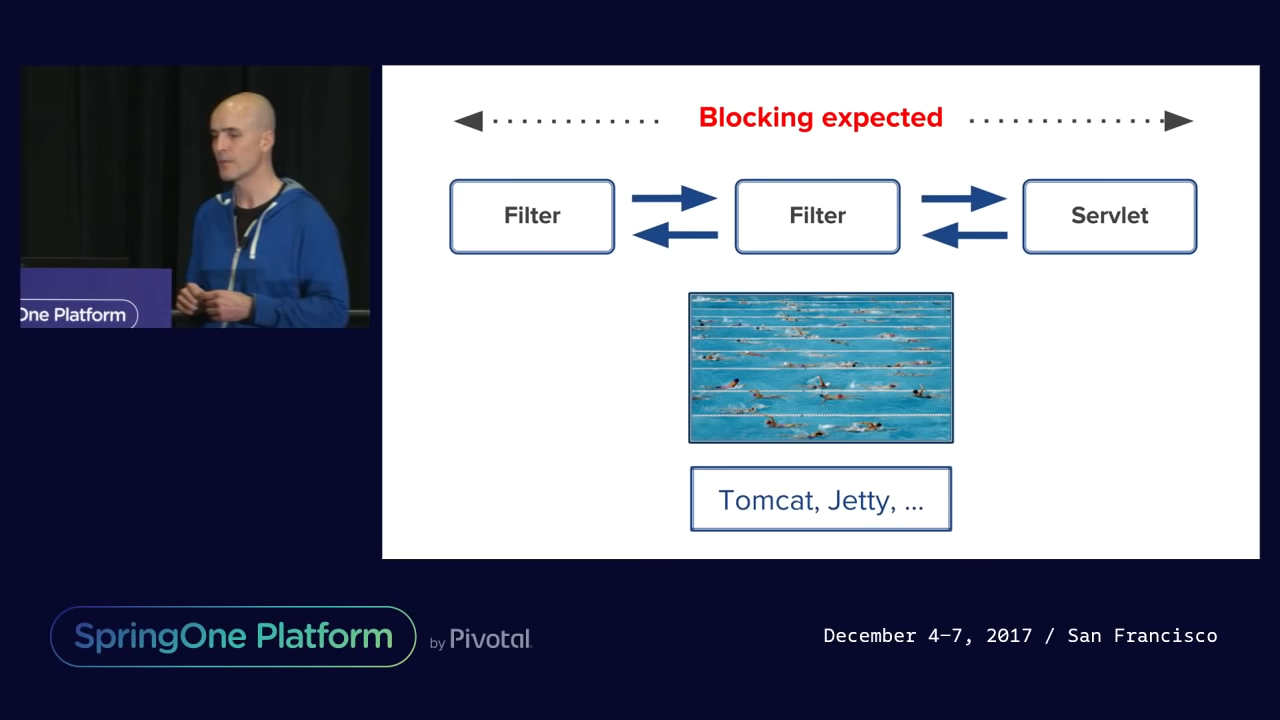 Blocking expected
Filter
Filter
Servlet
Tomcat, Jetty, ...
One Platform
SpringOne Platform by Pivotal.
December 4–7, 2017 / San Francisco